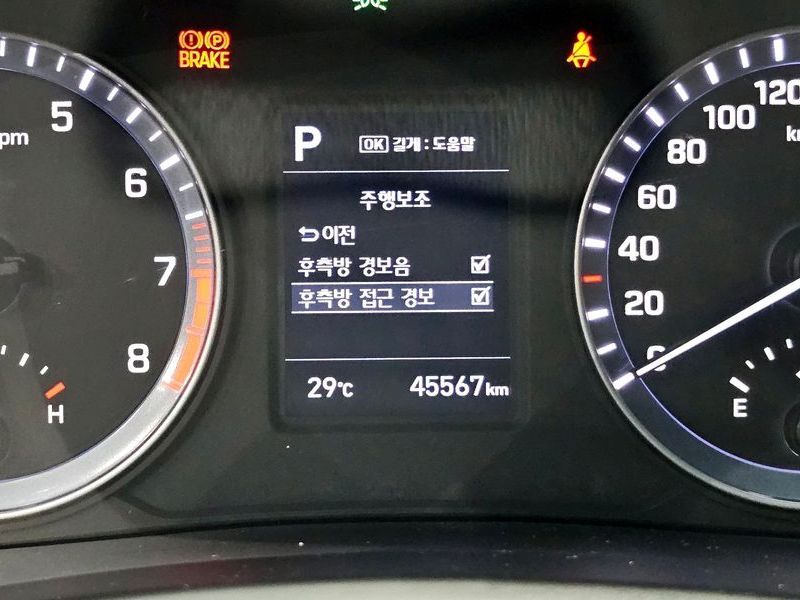 BRAKE
5
6
7
8
H
P
OK 길게 : 도움말
주행보조
이전
후측방 경보음
후측방 접근 경보
29℃ 45567km
120
100
80
60
40
20
0
E